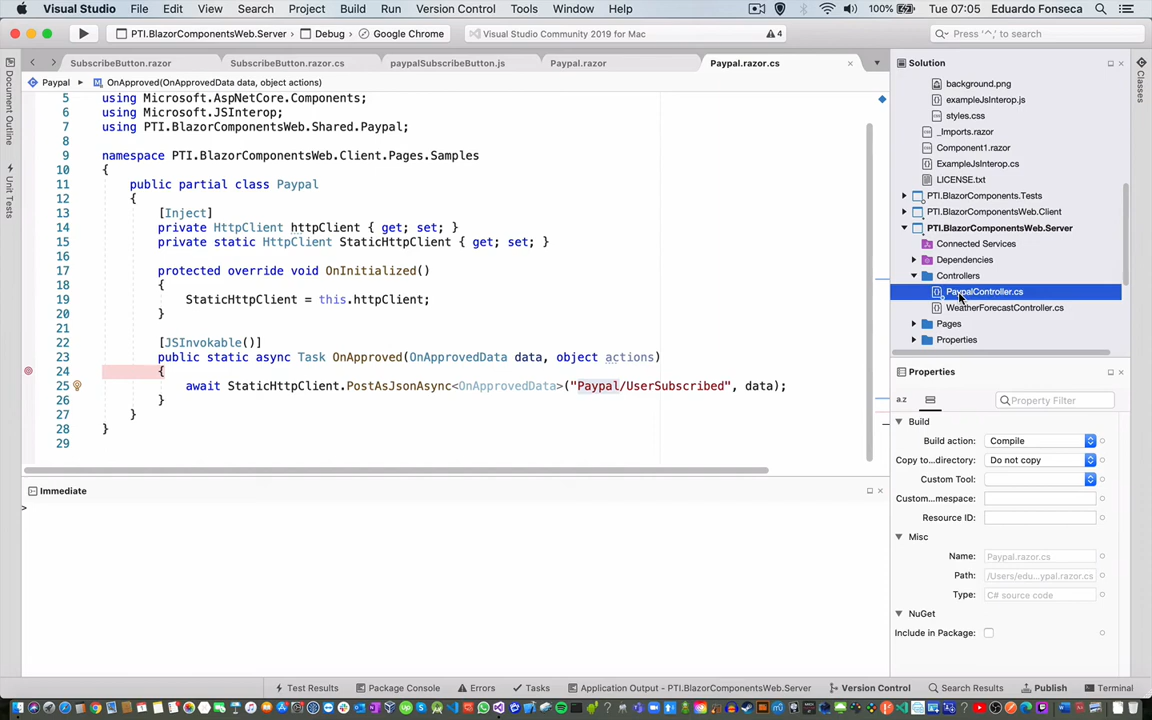 Visual Studio File Edit View Search Project Build Run Version Control Tools Window Help 100% Tue 07:05 Eduardo Fonseca
PTI.BlazorComponentsWeb.Server > Debug > Google Chrome Visual Studio Community 2019 for Mac 4 Press '⌘.' to search
SubscribeButton.razor SubscribeButton.razor.cs paypalSubscribeButton.js Paypal.razor Paypal.razor.cs
Paypal OnApproved(OnApprovedData data, object actions)
Document Outline
Unit Tests
5 using Microsoft.AspNetCore.Components;
6 using Microsoft.JSInterop;
7 using PTI.BlazorComponentsWeb.Shared.Paypal;
8
9 namespace PTI.BlazorComponentsWeb.Client.Pages.Samples
10 {
11 public partial class Paypal
12 {
13 [Inject]
14 private HttpClient httpClient { get; set; }
15 private static HttpClient StaticHttpClient { get; set; }
16
17 protected override void OnInitialized()
18 {
19 StaticHttpClient = this.httpClient;
20 }
21
22 [JSInvokable()]
23 public static async Task OnApproved(OnApprovedData data, object actions)
24 {
25 await StaticHttpClient.PostAsJsonAsync<OnApprovedData>("Paypal/UserSubscribed", data);
26 }
27 }
28 }
29
Immediate
>
Solution
Classes
background.png
exampleJsInterop.js
styles.css
_Imports.razor
Component1.razor
ExampleJsInterop.cs
LICENSE.txt
PTI.BlazorComponents.Tests
PTI.BlazorComponentsWeb.Client
PTI.BlazorComponentsWeb.Server
Connected Services
Dependencies
Controllers
PaypalController.cs
WeatherForecastController.cs
Pages
Properties
Properties
a.z Property Filter
Build
Build action: Compile
Copy to...directory: Do not copy
Custom Tool:
Custom...mespace:
Resource ID:
Misc
Name: Paypal.razor.cs
Path: /Users/edu...ypal.razor.cs
Type: C# source code
NuGet
Include in Package:
Test Results Package Console Errors Tasks Application Output - PTI.BlazorComponentsWeb.Server Version Control Search Results Publish Terminal